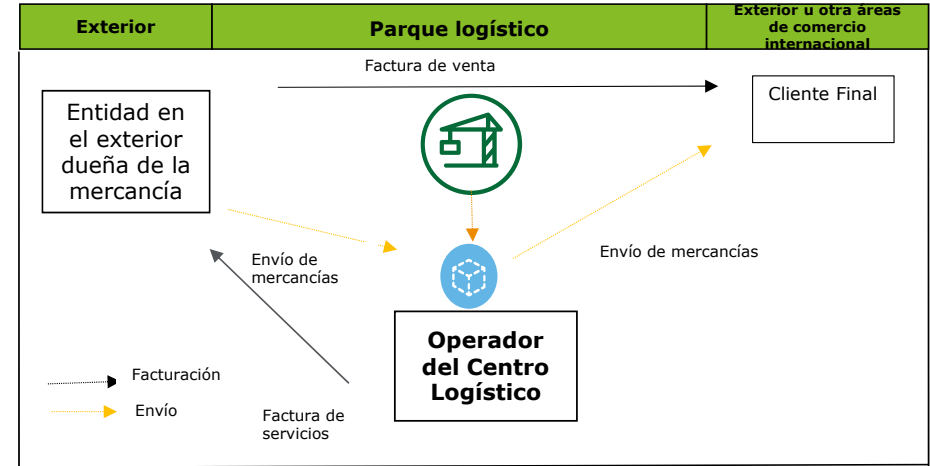 Exterior
Parque logístico
Exterior u otra áreas
de comercio
internacional
Factura de venta
Entidad en
el exterior
dueña de la
mercancía
Cliente Final
Envío de
mercancías
Envío de mercancías
Operador
del Centro
Logístico
Facturación
Envío
Factura de
servicios